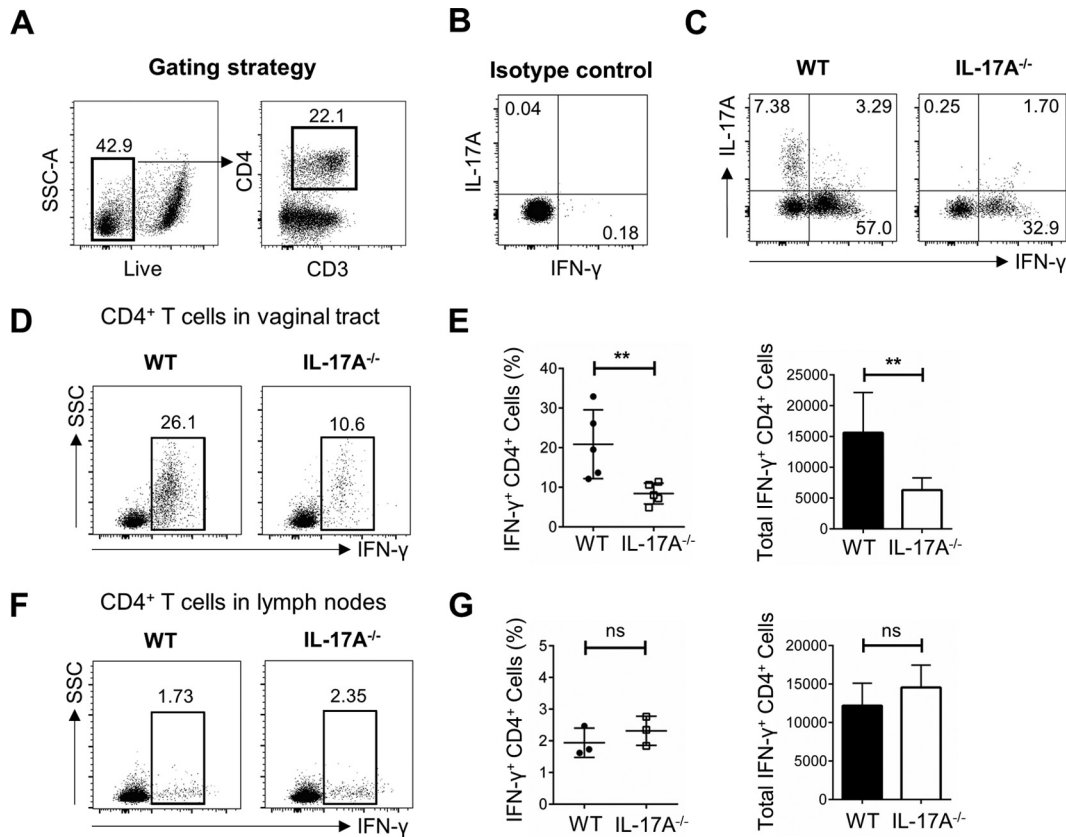 A
Gating strategy
42.9
SSC-A
Live
22.1
CD4
CD3
B
Isotype control
0.04
0.18
IL-17A
IFN-γ
C
WT
IL-17A-/-
7.38
3.29
57.0
0.25
1.70
32.9
IL-17A
IFN-γ
D
CD4+ T cells in vaginal tract
WT
IL-17A-/-
26.1
10.6
SSC
IFN-γ
E
IFN-γ+ CD4+ Cells (%)
40
30
20
10
0
**
WT
IL-17A-/-
Total IFN-γ+ CD4+ Cells
25000
20000
15000
10000
5000
0
**
WT
IL-17A-/-
F
CD4+ T cells in lymph nodes
WT
IL-17A-/-
1.73
2.35
SSC
IFN-γ
G
IFN-γ+ CD4+ Cells (%)
5
4
3
2
1
0
ns
WT
IL-17A-/-
Total IFN-γ+ CD4+ Cells
20000
15000
10000
5000
0
ns
WT
IL-17A-/-